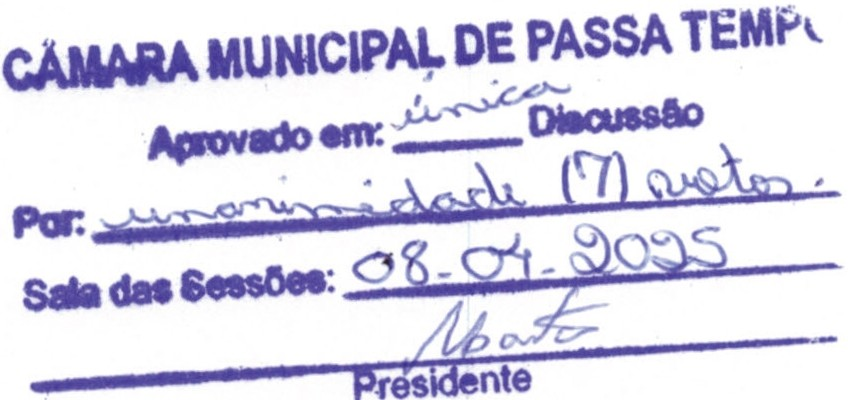 CÂMARA MUNICIPAL DE PASSA TEMP
Aprovado em: única Discussão
Por: unanimidade (7) votos.
Sala das Sessões: 08-04-2025
Presidente